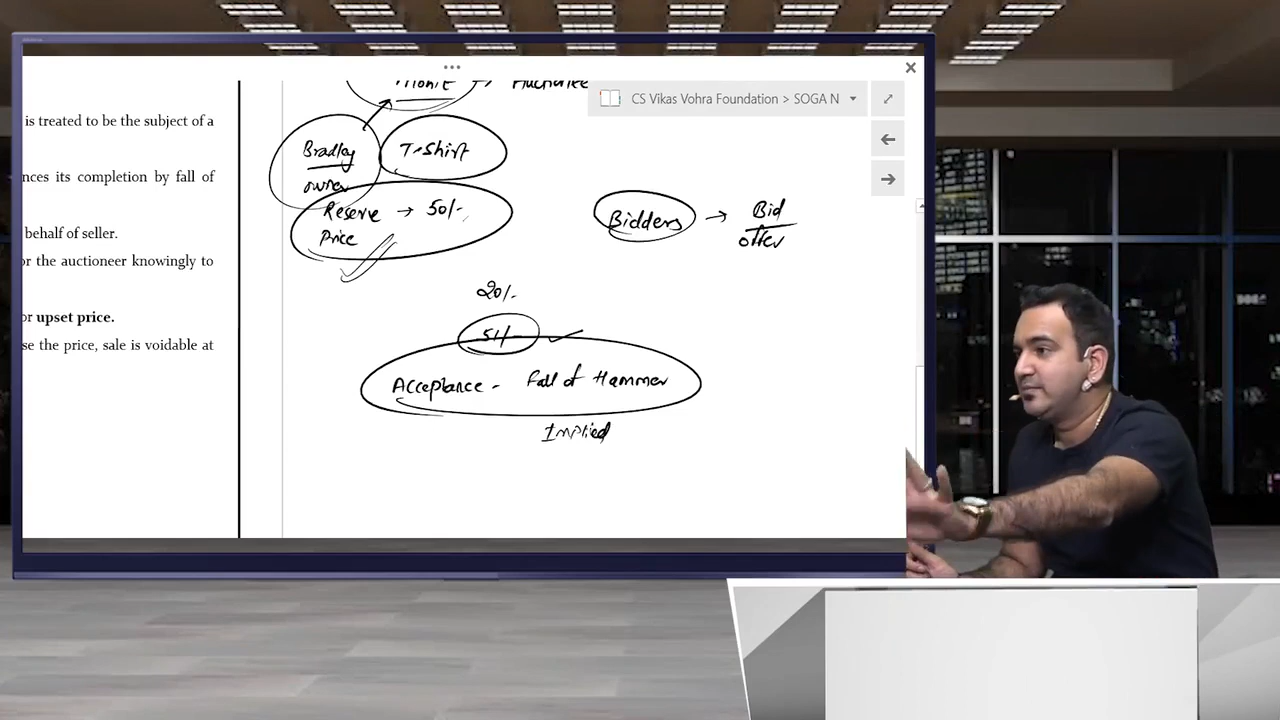 is treated to be the subject of a
nces its completion by fall of
behalf of seller.
or the auctioneer knowingly to
or upset price.
se the price, sale is voidable at
...
CS Vikas Vohra Foundation > SOGA N
Bradley
owner
T-Shirt
Reserve → 50/-
Price
Bidders → Bid
offer
20/-
51/-
Acceptance - Fall of Hammer
Implied